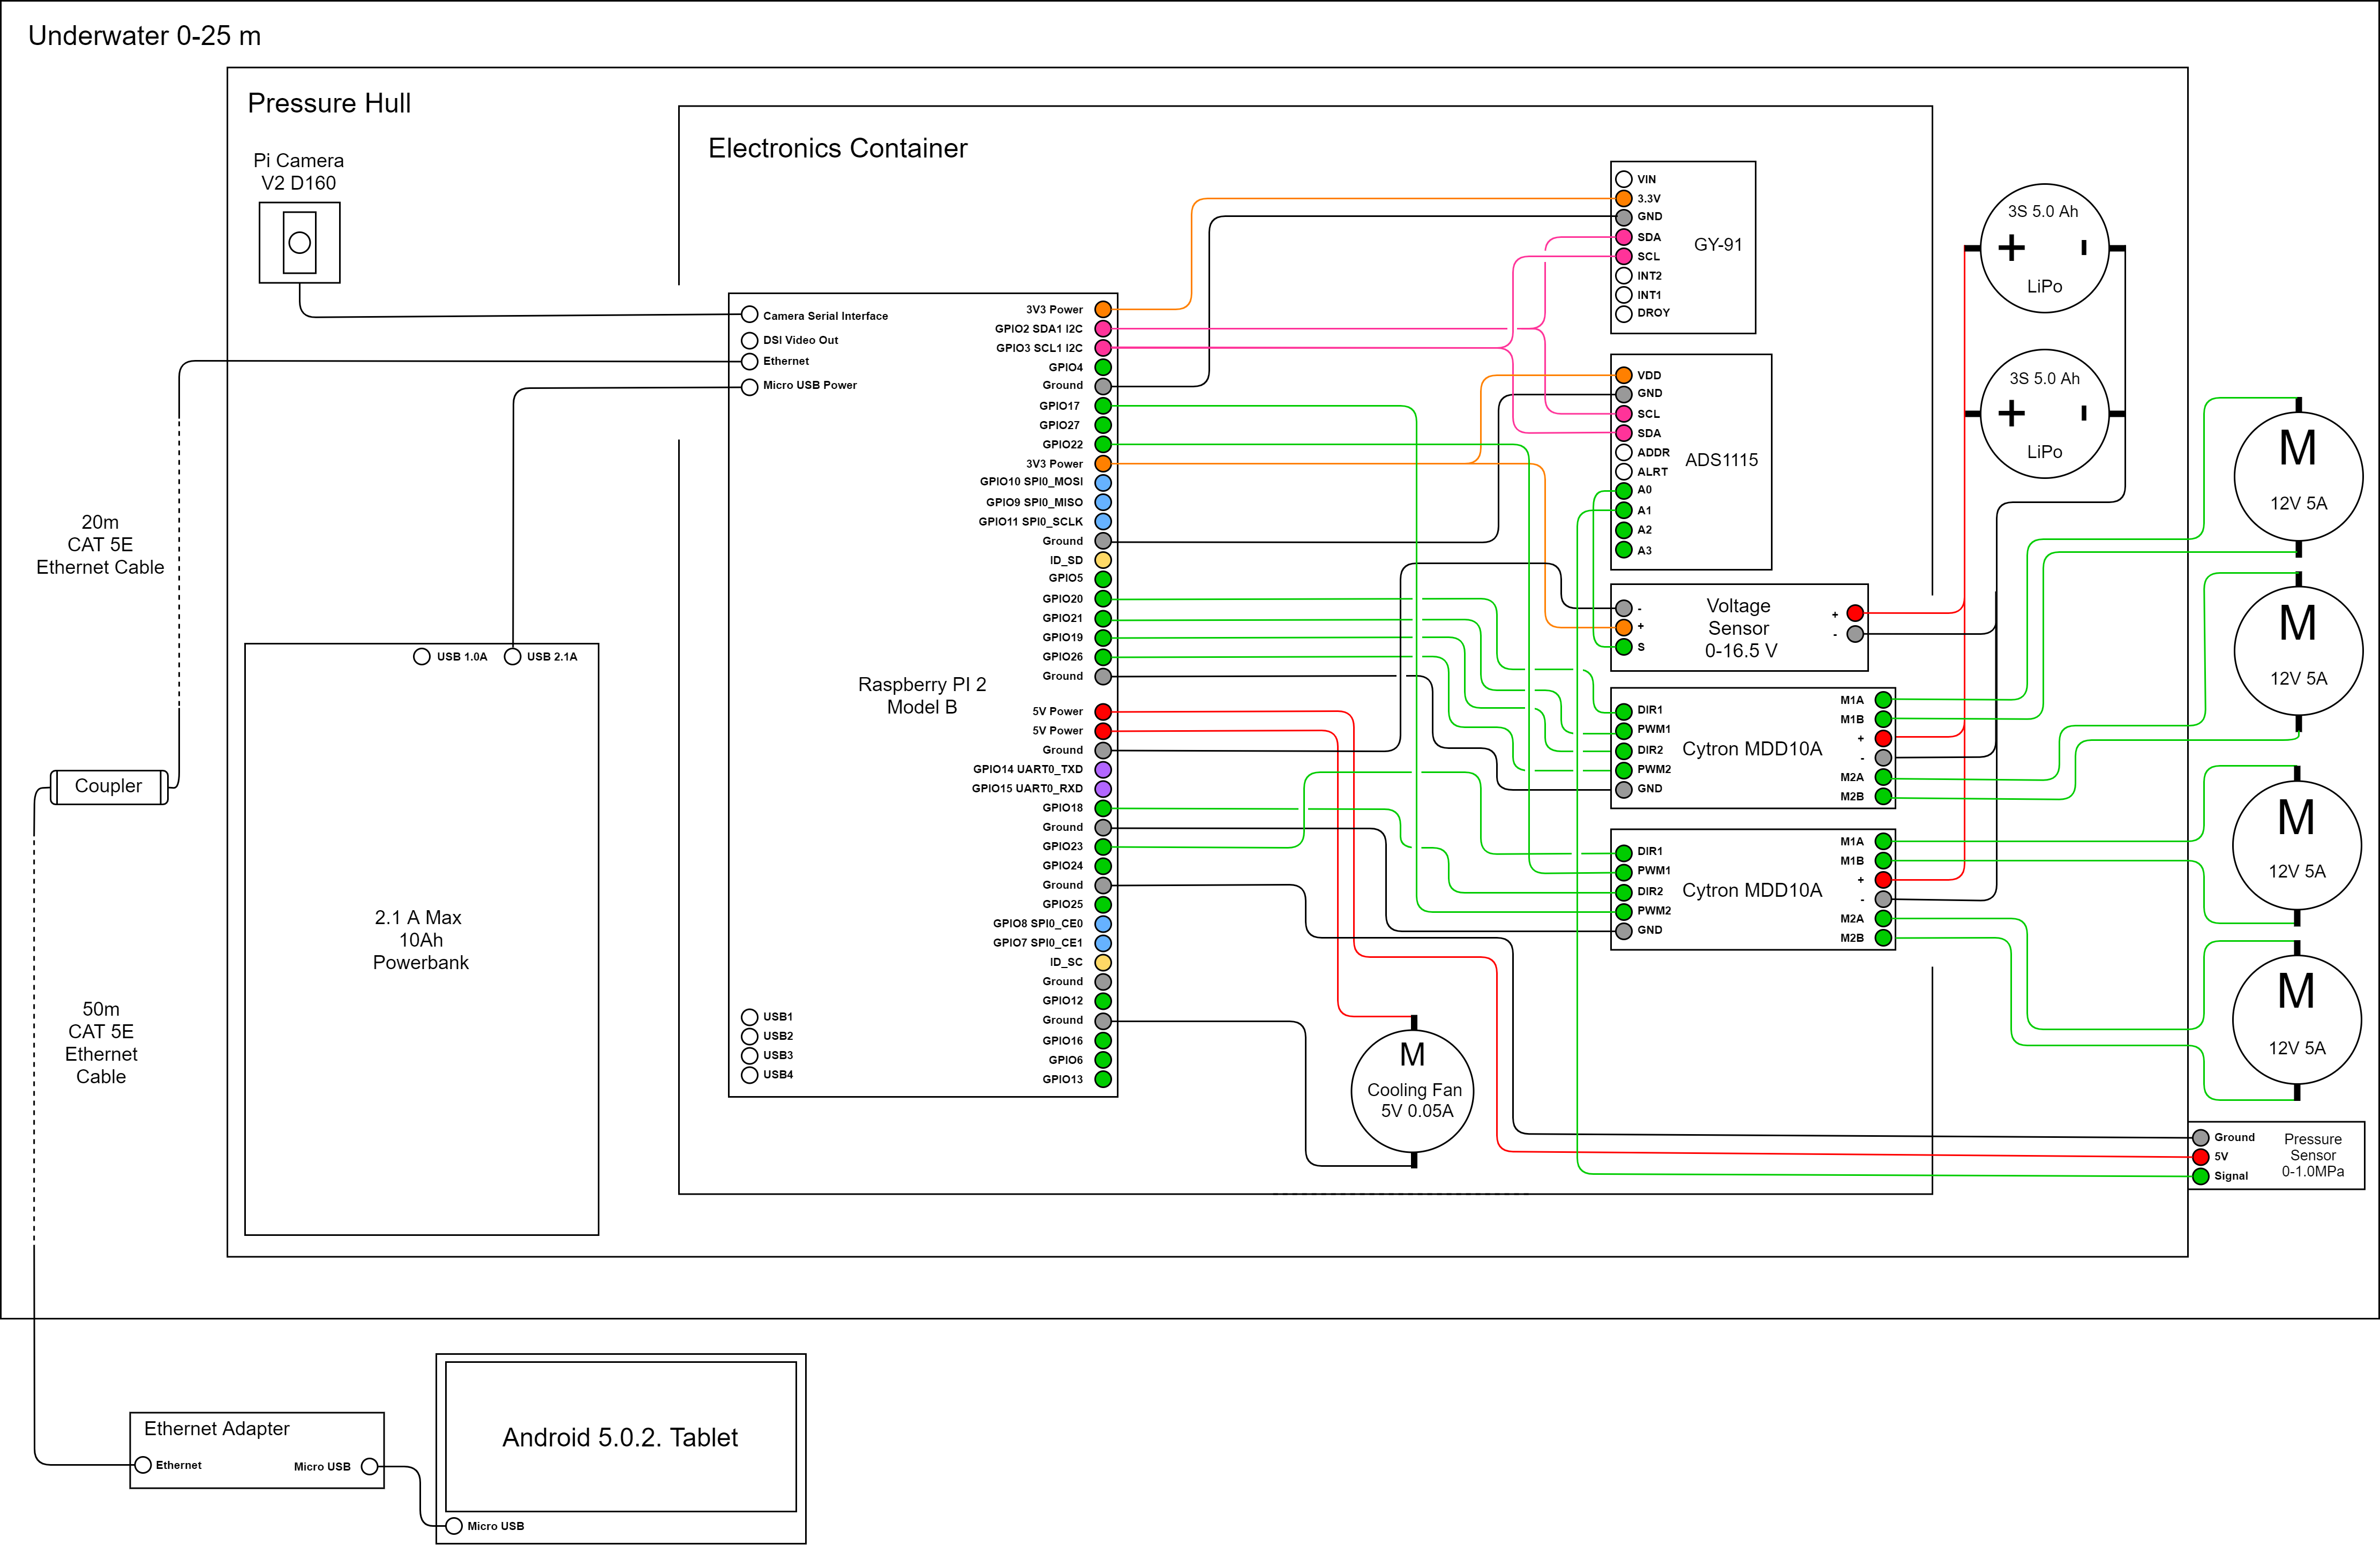 Underwater 0-25 m
Pressure Hull
Electronics Container
Pi Camera
V2 D160
Camera Serial Interface
DSI Video Out
Ethernet
Micro USB Power
20m
CAT 5E
Ethernet Cable
Coupler
50m
CAT 5E
Ethernet
Cable
USB 1.0A
USB 2.1A
2.1 A Max
10Ah
Powerbank
Raspberry PI 2
Model B
USB1
USB2
USB3
USB4
3V3 Power
GPIO2 SDA1 I2C
GPIO3 SCL1 I2C
GPIO4
Ground
GPIO17
GPIO27
GPIO22
3V3 Power
GPIO10 SPI0_MOSI
GPIO9 SPI0_MISO
GPIO11 SPI0_SCLK
Ground
ID_SD
GPIO5
GPIO20
GPIO21
GPIO19
GPIO26
Ground
5V Power
5V Power
Ground
GPIO14 UART0_TXD
GPIO15 UART0_RXD
GPIO18
Ground
GPIO23
GPIO24
Ground
GPIO25
GPIO8 SPI0_CE0
GPIO7 SPI0_CE1
ID_SC
Ground
GPIO12
Ground
GPIO16
GPIO6
GPIO13
VIN
3.3V
GND
SDA
SCL
INT2
INT1
DROY
GY-91
VDD
GND
SCL
SDA
ADDR
ALRT
A0
A1
A2
A3
ADS1115
-
+
S
Voltage
Sensor
0-16.5 V
+
-
DIR1
PWM1
DIR2
PWM2
GND
Cytron MDD10A
M1A
M1B
+
-
M2A
M2B
DIR1
PWM1
DIR2
PWM2
GND
Cytron MDD10A
M1A
M1B
+
-
M2A
M2B
M
Cooling Fan
5V 0.05A
3S 5.0 Ah
+ -
LiPo
3S 5.0 Ah
+ -
LiPo
M
12V 5A
M
12V 5A
M
12V 5A
M
12V 5A
Ground
5V
Signal
Pressure
Sensor
0-1.0MPa
Ethernet Adapter
Ethernet
Micro USB
Android 5.0.2. Tablet
Micro USB